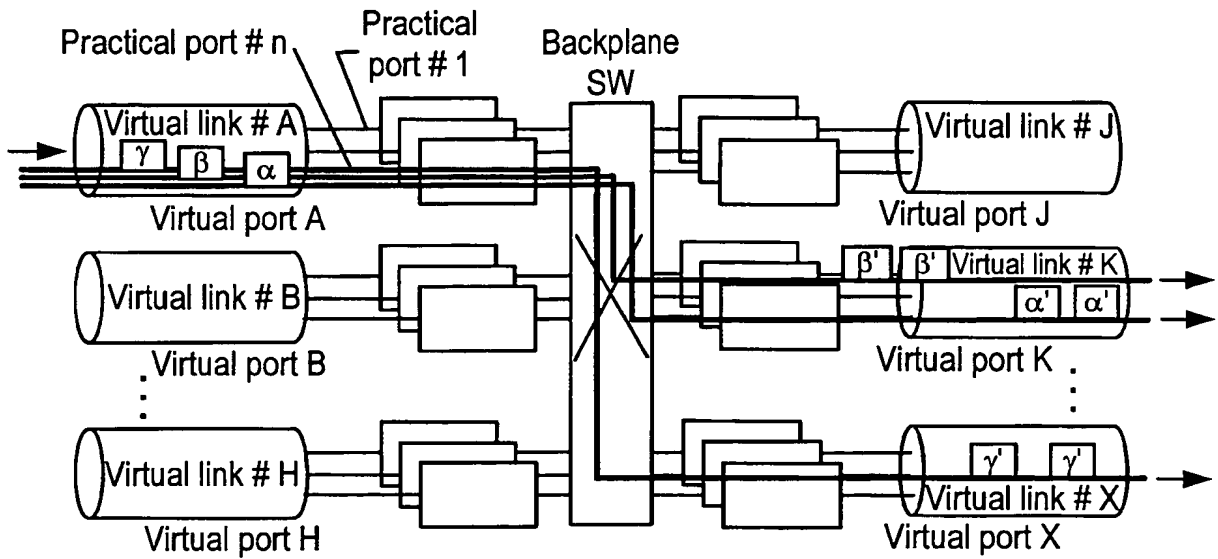 Practical port # n
Practical
port # 1
Backplane
SW
Virtual link # A
γ
β
α
Virtual port A
Virtual link # J
Virtual port J
Virtual link # B
Virtual port B
β'
β'
Virtual link # K
α'
α'
Virtual port K
Virtual link # H
Virtual port H
γ'
γ'
Virtual link # X
Virtual port X